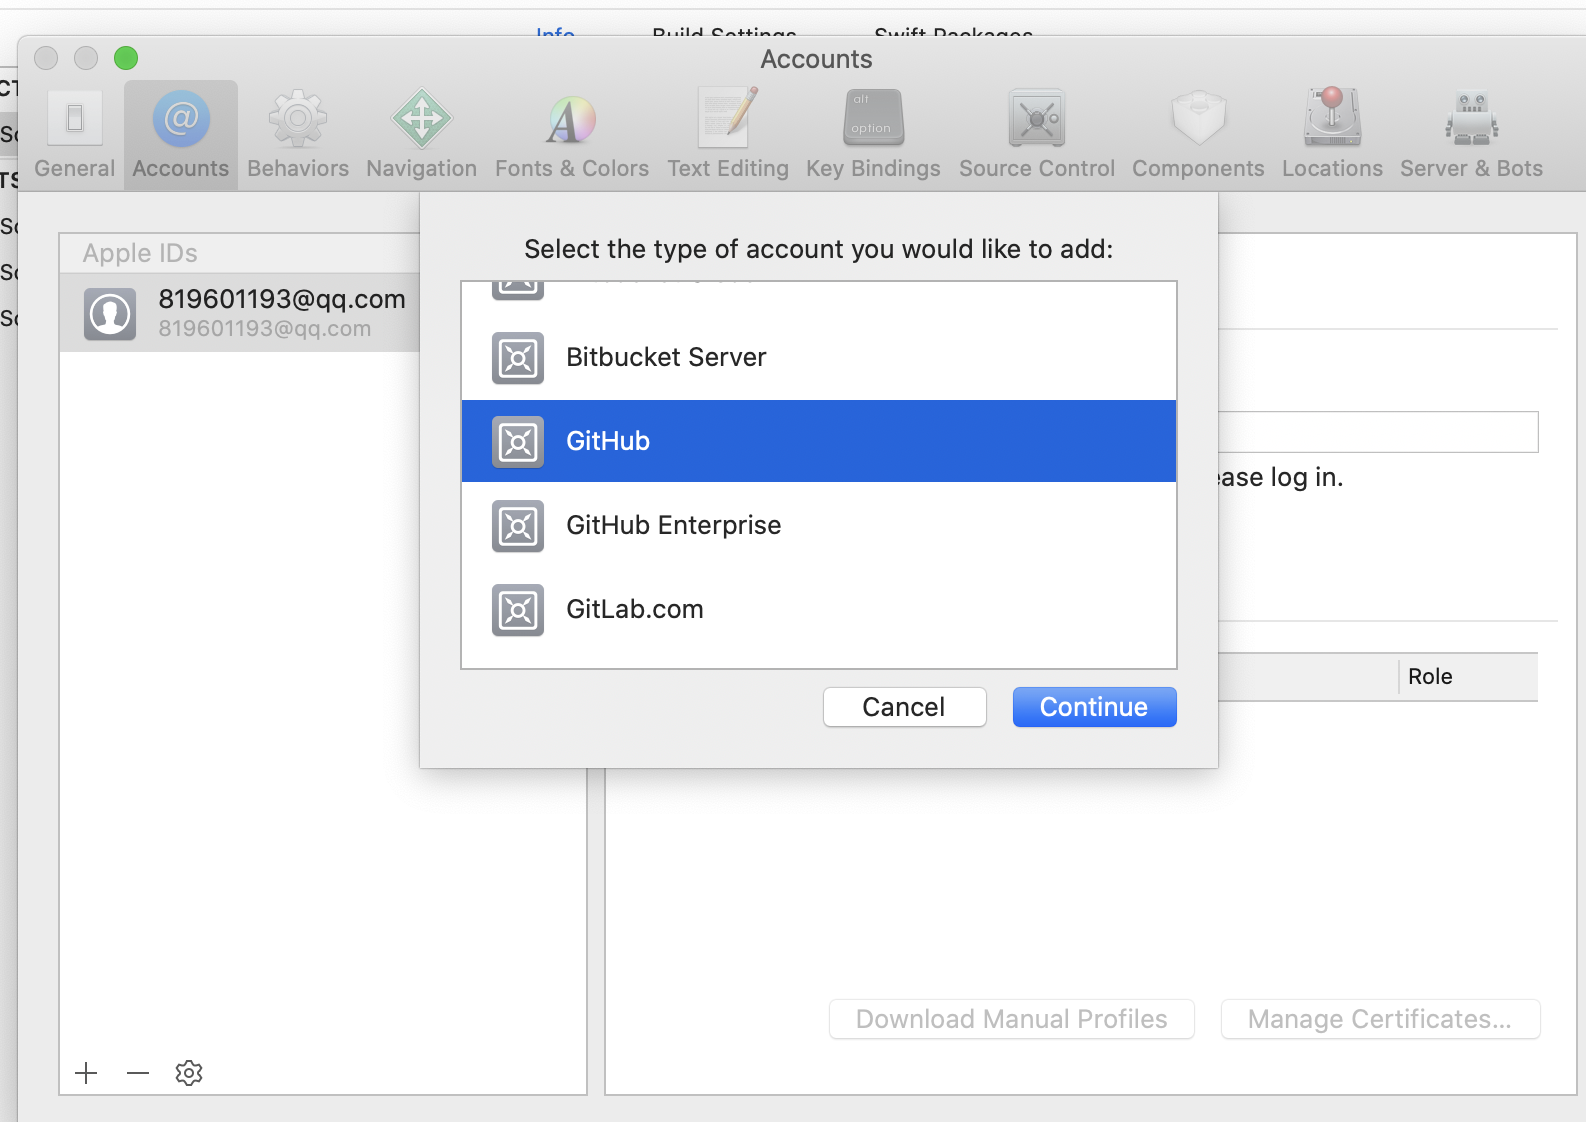 Info Build Settings Swift Packages
Accounts
alt
option
General Accounts Behaviors Navigation Fonts & Colors Text Editing Key Bindings Source Control Components Locations Server & Bots
Select the type of account you would like to add:
Apple IDs
819601193@qq.com
819601193@qq.com
Bitbucket Server
GitHub
ease log in.
GitHub Enterprise
GitLab.com
Role
Cancel Continue
Download Manual Profiles Manage Certificates...